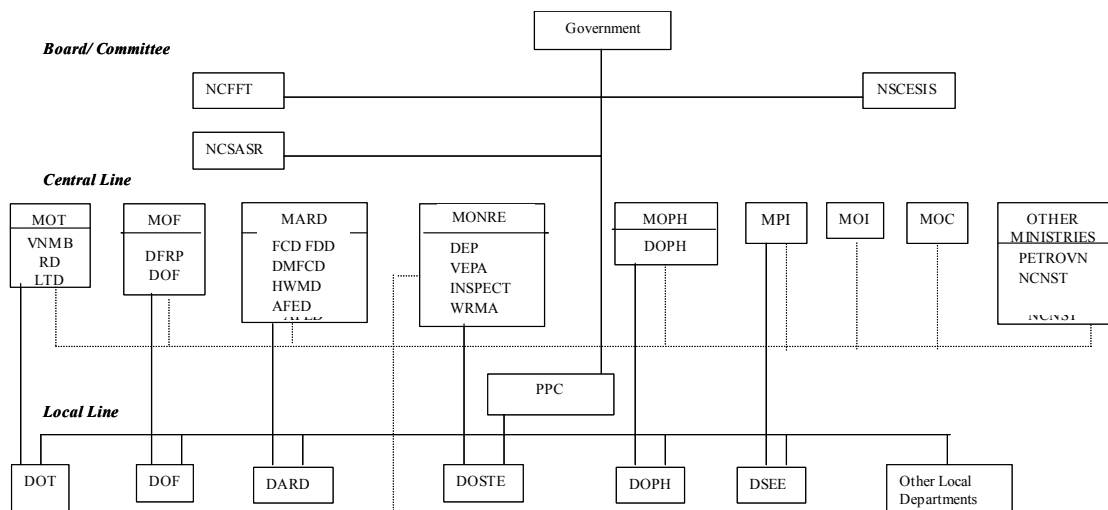 Government
Board/ Committee
NCFFT
NSCESIS
NCSASR
Central Line
MOT
VNMB
RD
LTD
MOF
DFRP
DOF
MARD
FCD FDD
DMFCD
HWMD
AFED
AFED
MONRE
DEP
VEPA
INSPECT
WRMA
MOPH
DOPH
MPI
MOI
MOC
OTHER
MINISTRIES
PETROVN
NCNST
NCNST
PPC
Local Line
DOT
DOF
DARD
DOSTE
DOPH
DSEE
Other Local
Departments